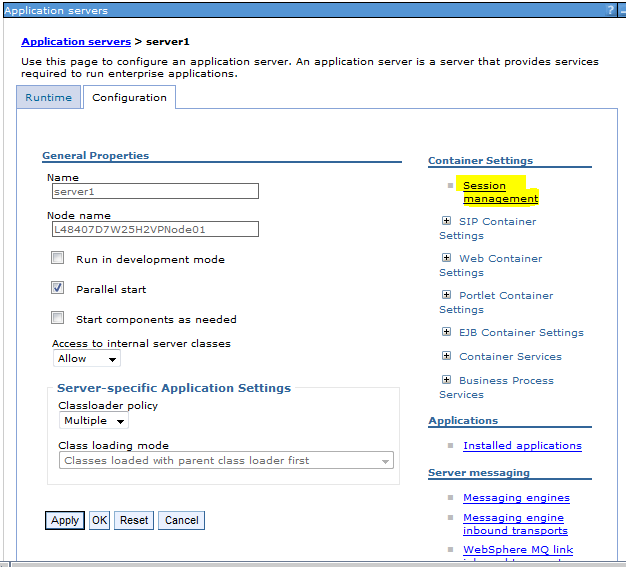 Application servers
?
Application servers > server1
Use this page to configure an application server. An application server is a server that provides services
required to run enterprise applications.
Runtime
Configuration
General Properties
Name
server1
Node name
L48407D7W25H2VPNode01
Run in development mode
Parallel start
Start components as needed
Access to internal server classes
Allow
Server-specific Application Settings
Classloader policy
Multiple
Class loading mode
Classes loaded with parent class loader first
Apply
OK
Reset
Cancel
Container Settings
Session
management
SIP Container
Settings
Web Container
Settings
Portlet Container
Settings
EJB Container Settings
Container Services
Business Process
Services
Applications
Installed applications
Server messaging
Messaging engines
Messaging engine
inbound transports
WebSphere MQ link